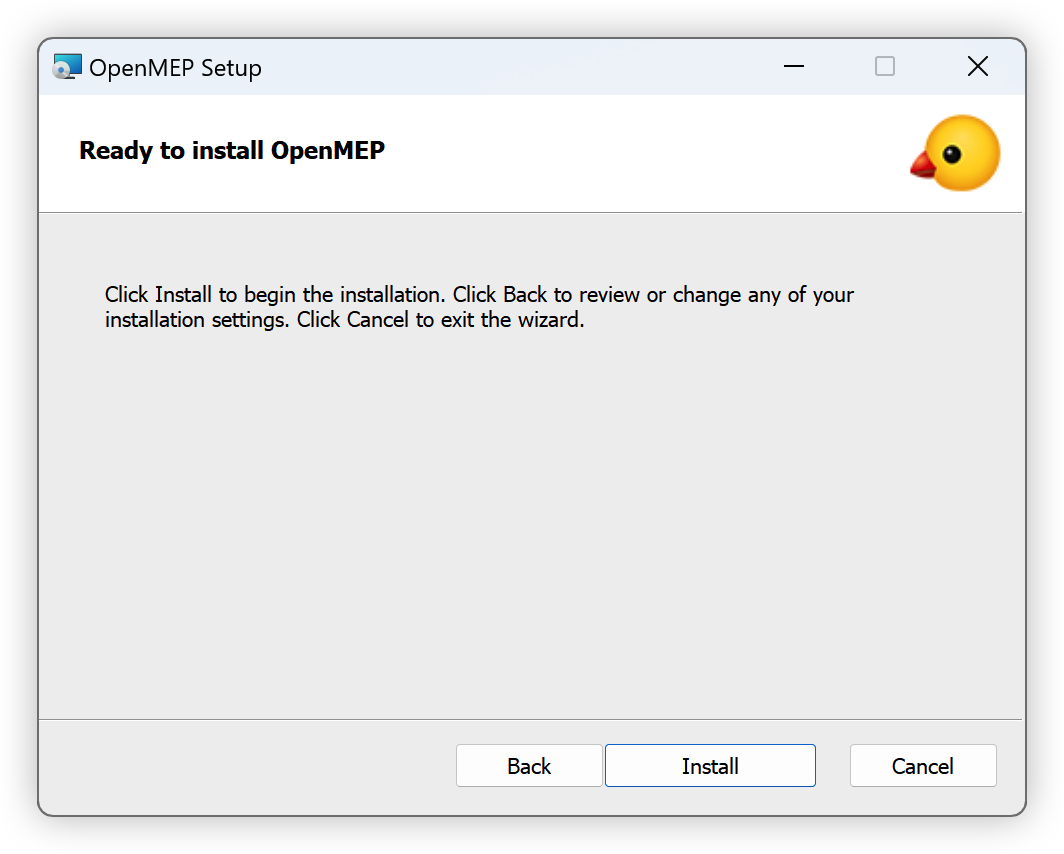 OpenMEP Setup
Ready to install OpenMEP
Click Install to begin the installation. Click Back to review or change any of your
installation settings. Click Cancel to exit the wizard.
Back
Install
Cancel